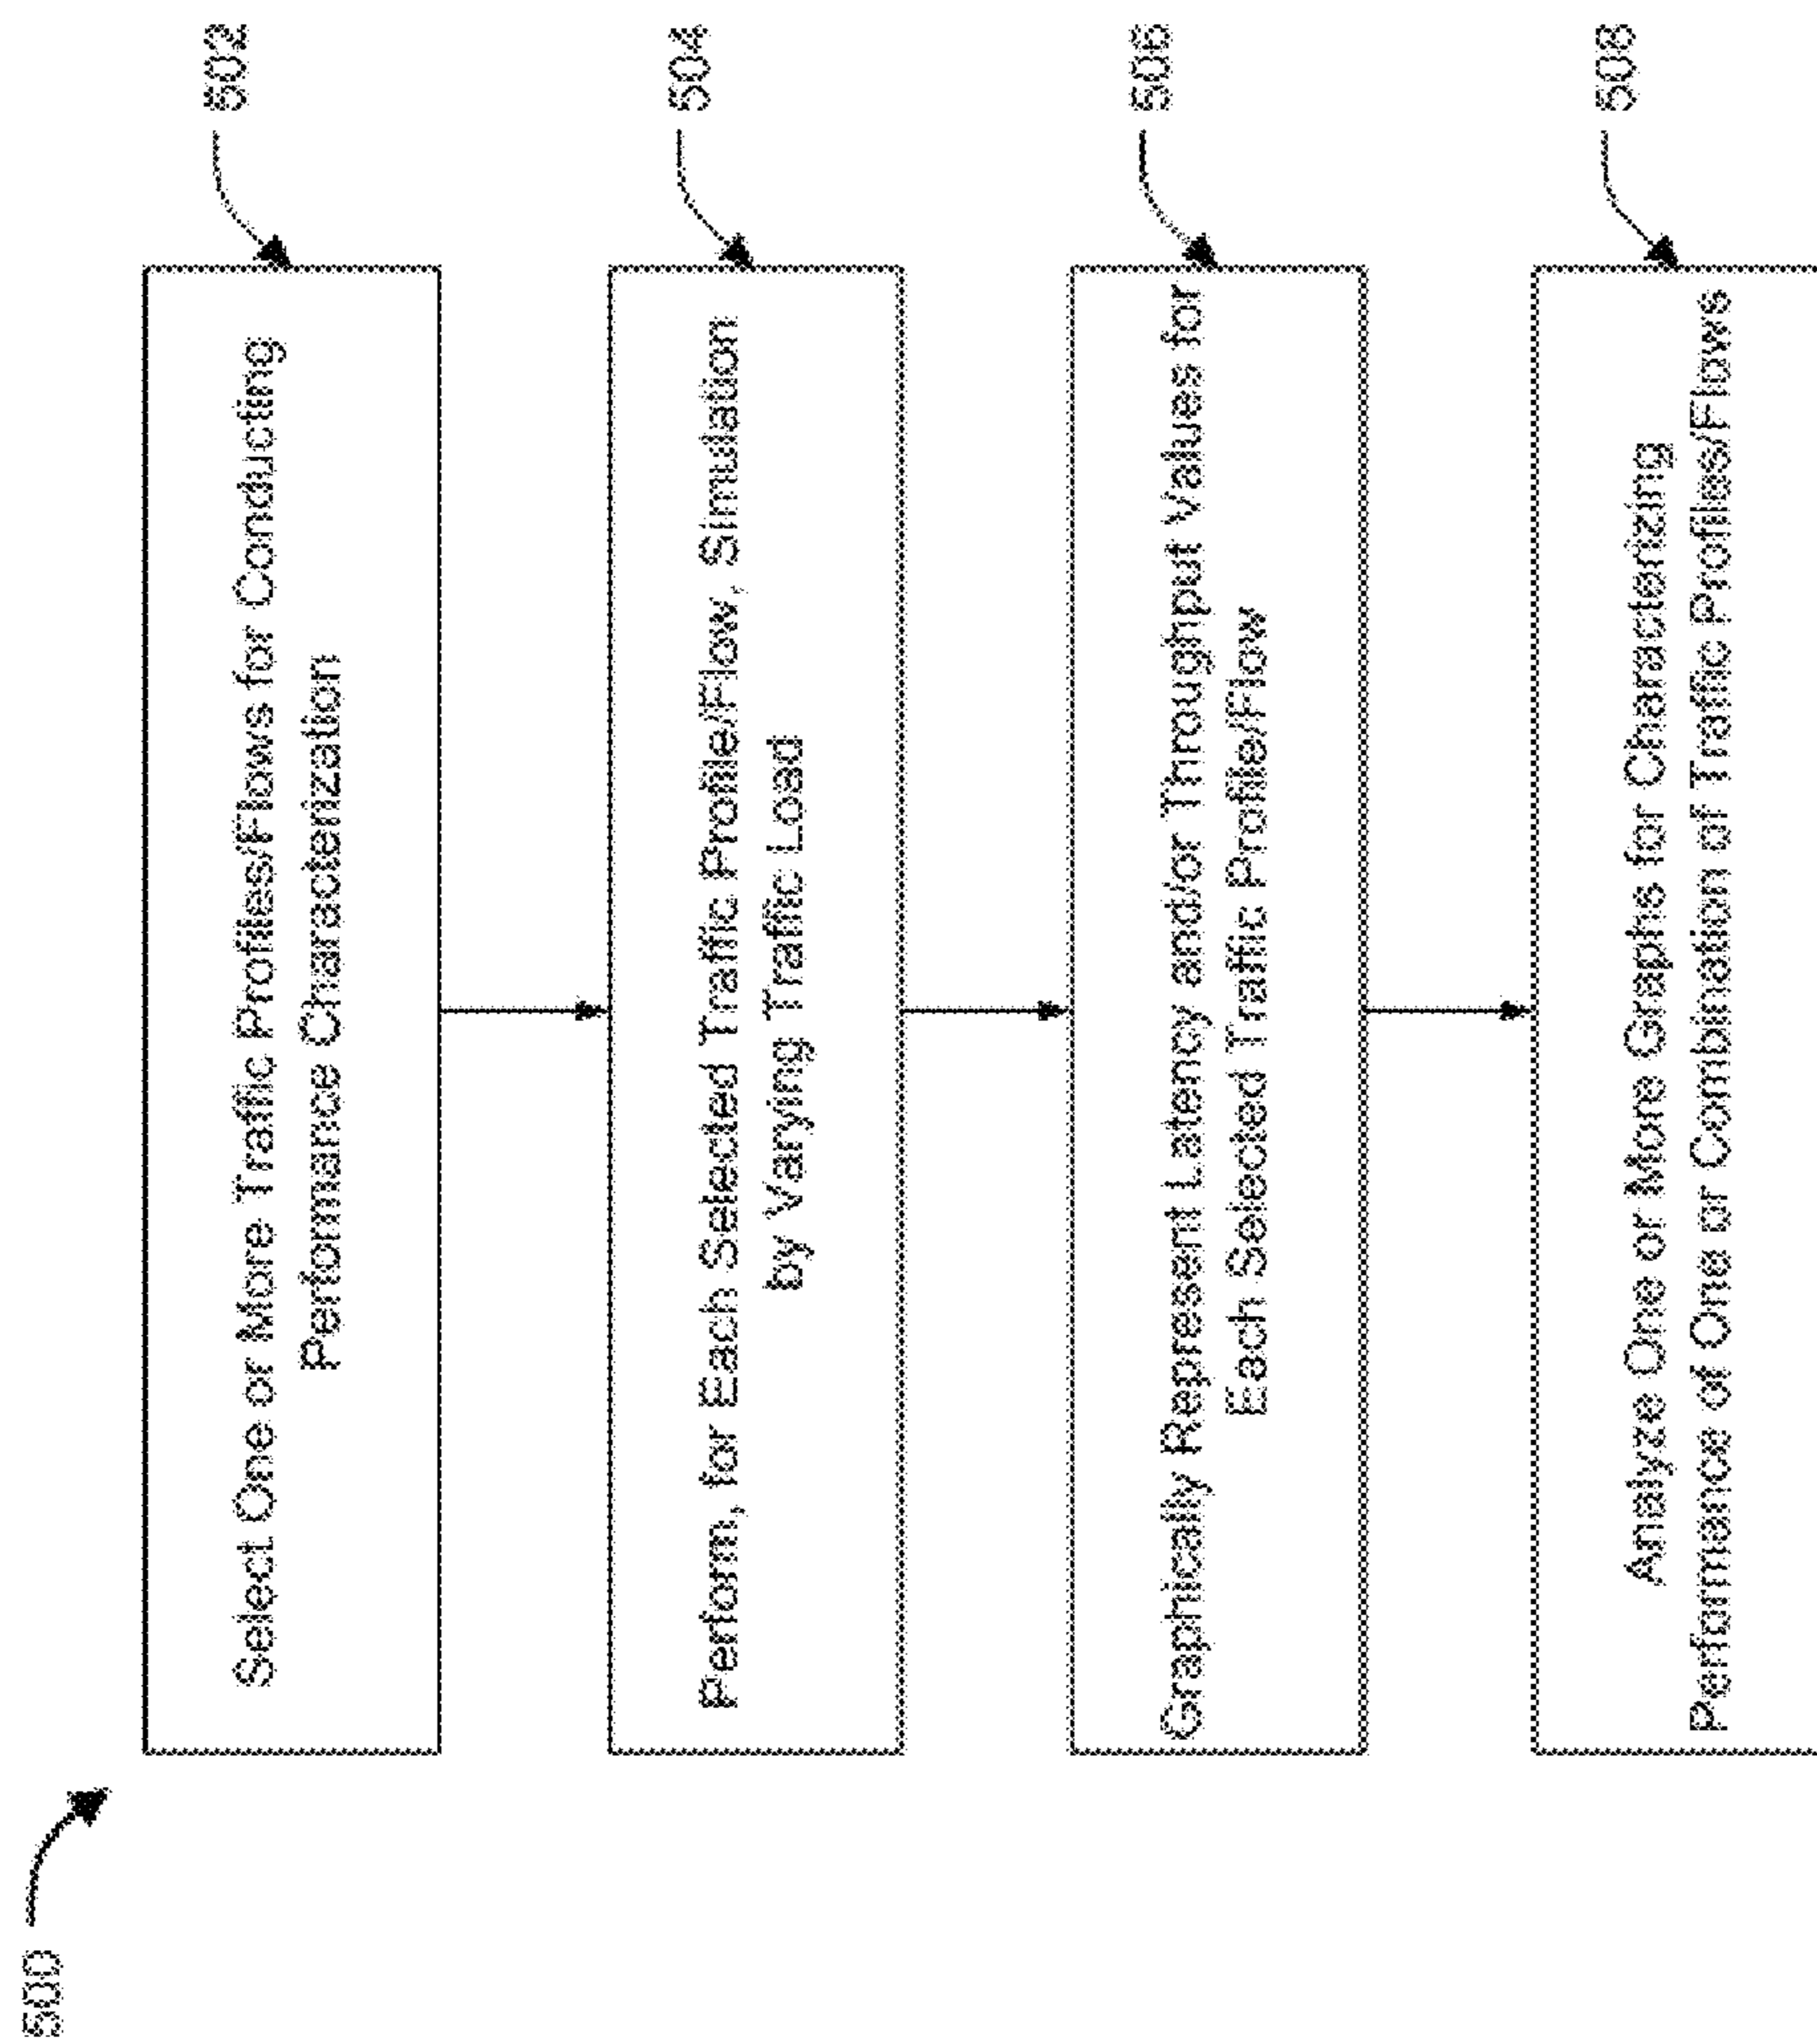 500
502
Select One or More Traffic Profiles/Flows for Conducting
Performance Characterization
504
Perform, for Each Selected Traffic Profile/Flow, Simulation
by Varying Traffic Load
506
Graphically Represent Latency and/or Throughput Values for
Each Selected Traffic Profile/Flow
508
Analyze One or More Graphs for Characterizing
Performance of One or Combination of Traffic Profiles/Flows